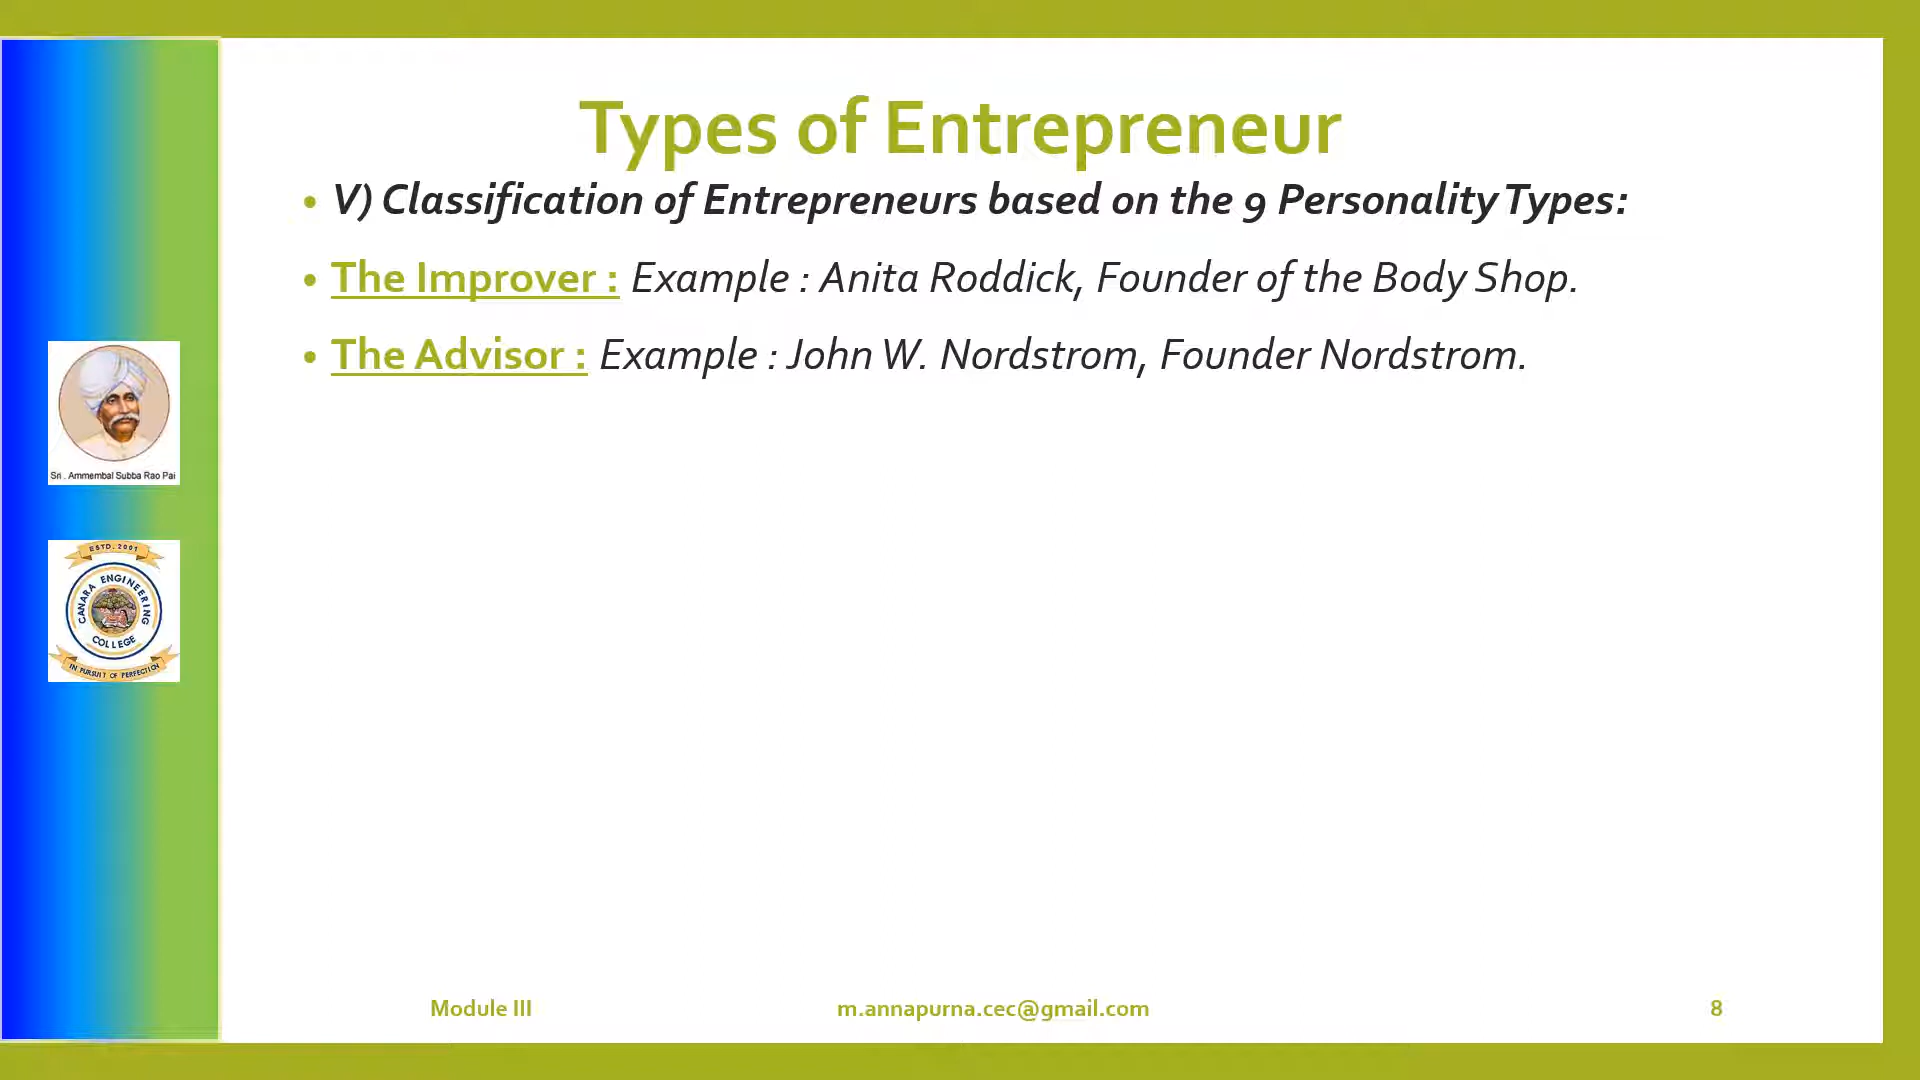 Types of Entrepreneur
• V) Classification of Entrepreneurs based on the 9 Personality Types:
• The Improver : Example : Anita Roddick, Founder of the Body Shop.
• The Advisor : Example : John W. Nordstrom, Founder Nordstrom.
Sri . Ammembal Subba Rao Pai
ESTD. 2001
CANARA ENGINEERING
COLLEGE
IN PURSUIT OF PERFECTION
Module III
m.annapurna.cec@gmail.com
8